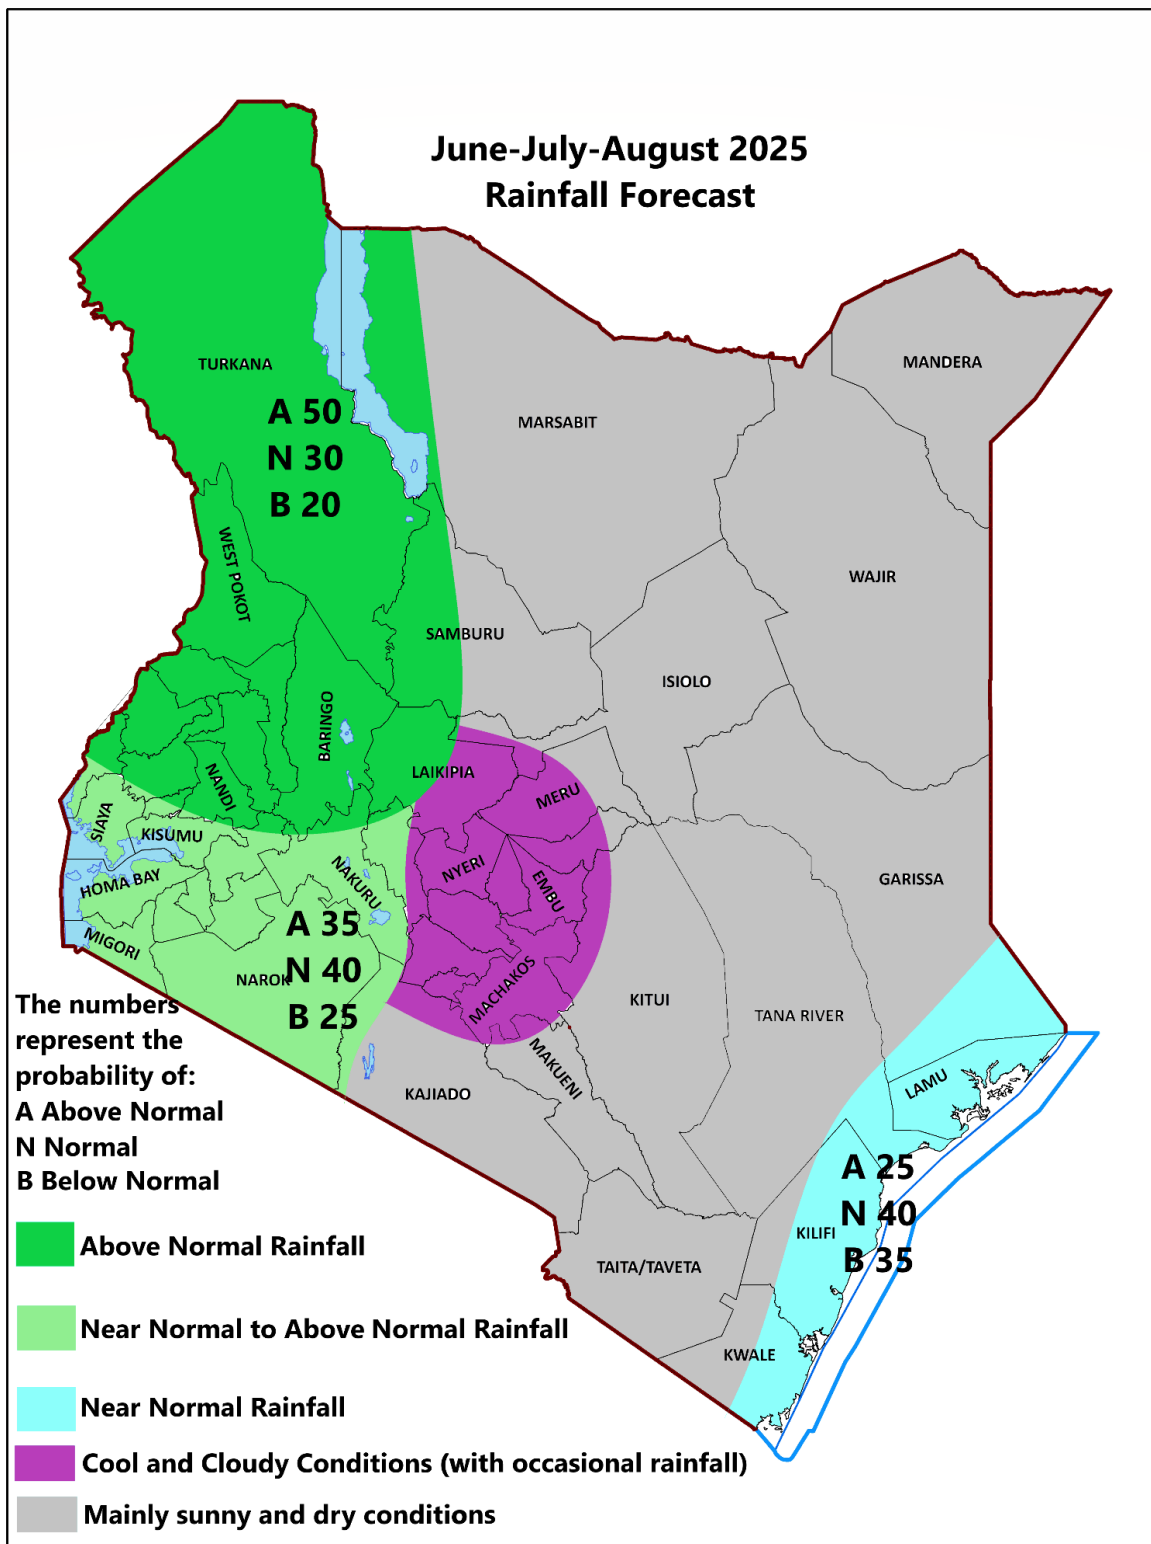 June-July-August 2025
Rainfall Forecast
TURKANA
MANDERA
MARSABIT
A 50
N 30
B 20
WEST POKOT
WAJIR
SAMBURU
ISIOLO
BARINGO
NANDI
LAIKIPIA
MERU
SIAYA
KISUMU
NYERI
NAKURU
EMBU
HOMA BAY
GARISSA
MIGORI
A 35
N 40
B 25
NAROK
MACHAKOS
KITUI
TANA RIVER
MAKUENI
KAJIADO
LAMU
The numbers
represent the
probability of:
A Above Normal
N Normal
B Below Normal
A 25
N 40
B 35
KILIFI
TAITA/TAVETA
KWALE
Above Normal Rainfall
Near Normal to Above Normal Rainfall
Near Normal Rainfall
Cool and Cloudy Conditions (with occasional rainfall)
Mainly sunny and dry conditions